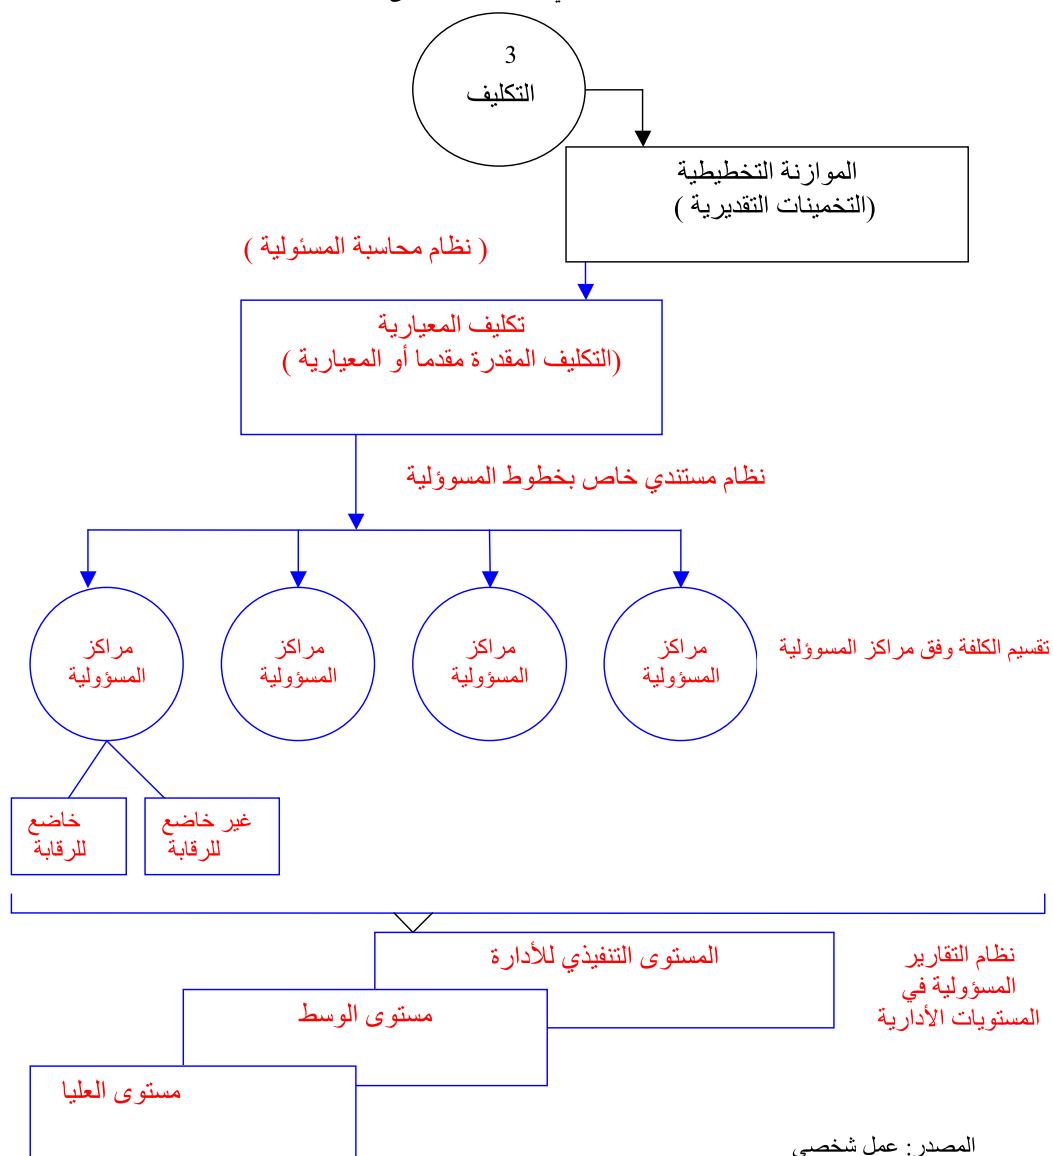 3
التكليف
الموازنة التخطيطية
(التخمينات التقديرية )
( نظام محاسبة المسئولية )
تكليف المعيارية
(التكليف المقدرة مقدما أو المعيارية )
نظام مستندي خاص بخطوط المسوؤلية
مراكز
المسؤولية
مراكز
المسؤولية
مراكز
المسؤولية
مراكز
المسؤولية
تقسيم الكلفة وفق مراكز المسوؤلية
غير خاضع
للرقابة
خاضع
للرقابة
نظام التقارير
المسؤولية في
المستويات الأدارية
المستوى التنفيذي للأدارة
مستوى الوسط
مستوى العليا
المصدر: عمل شخصي